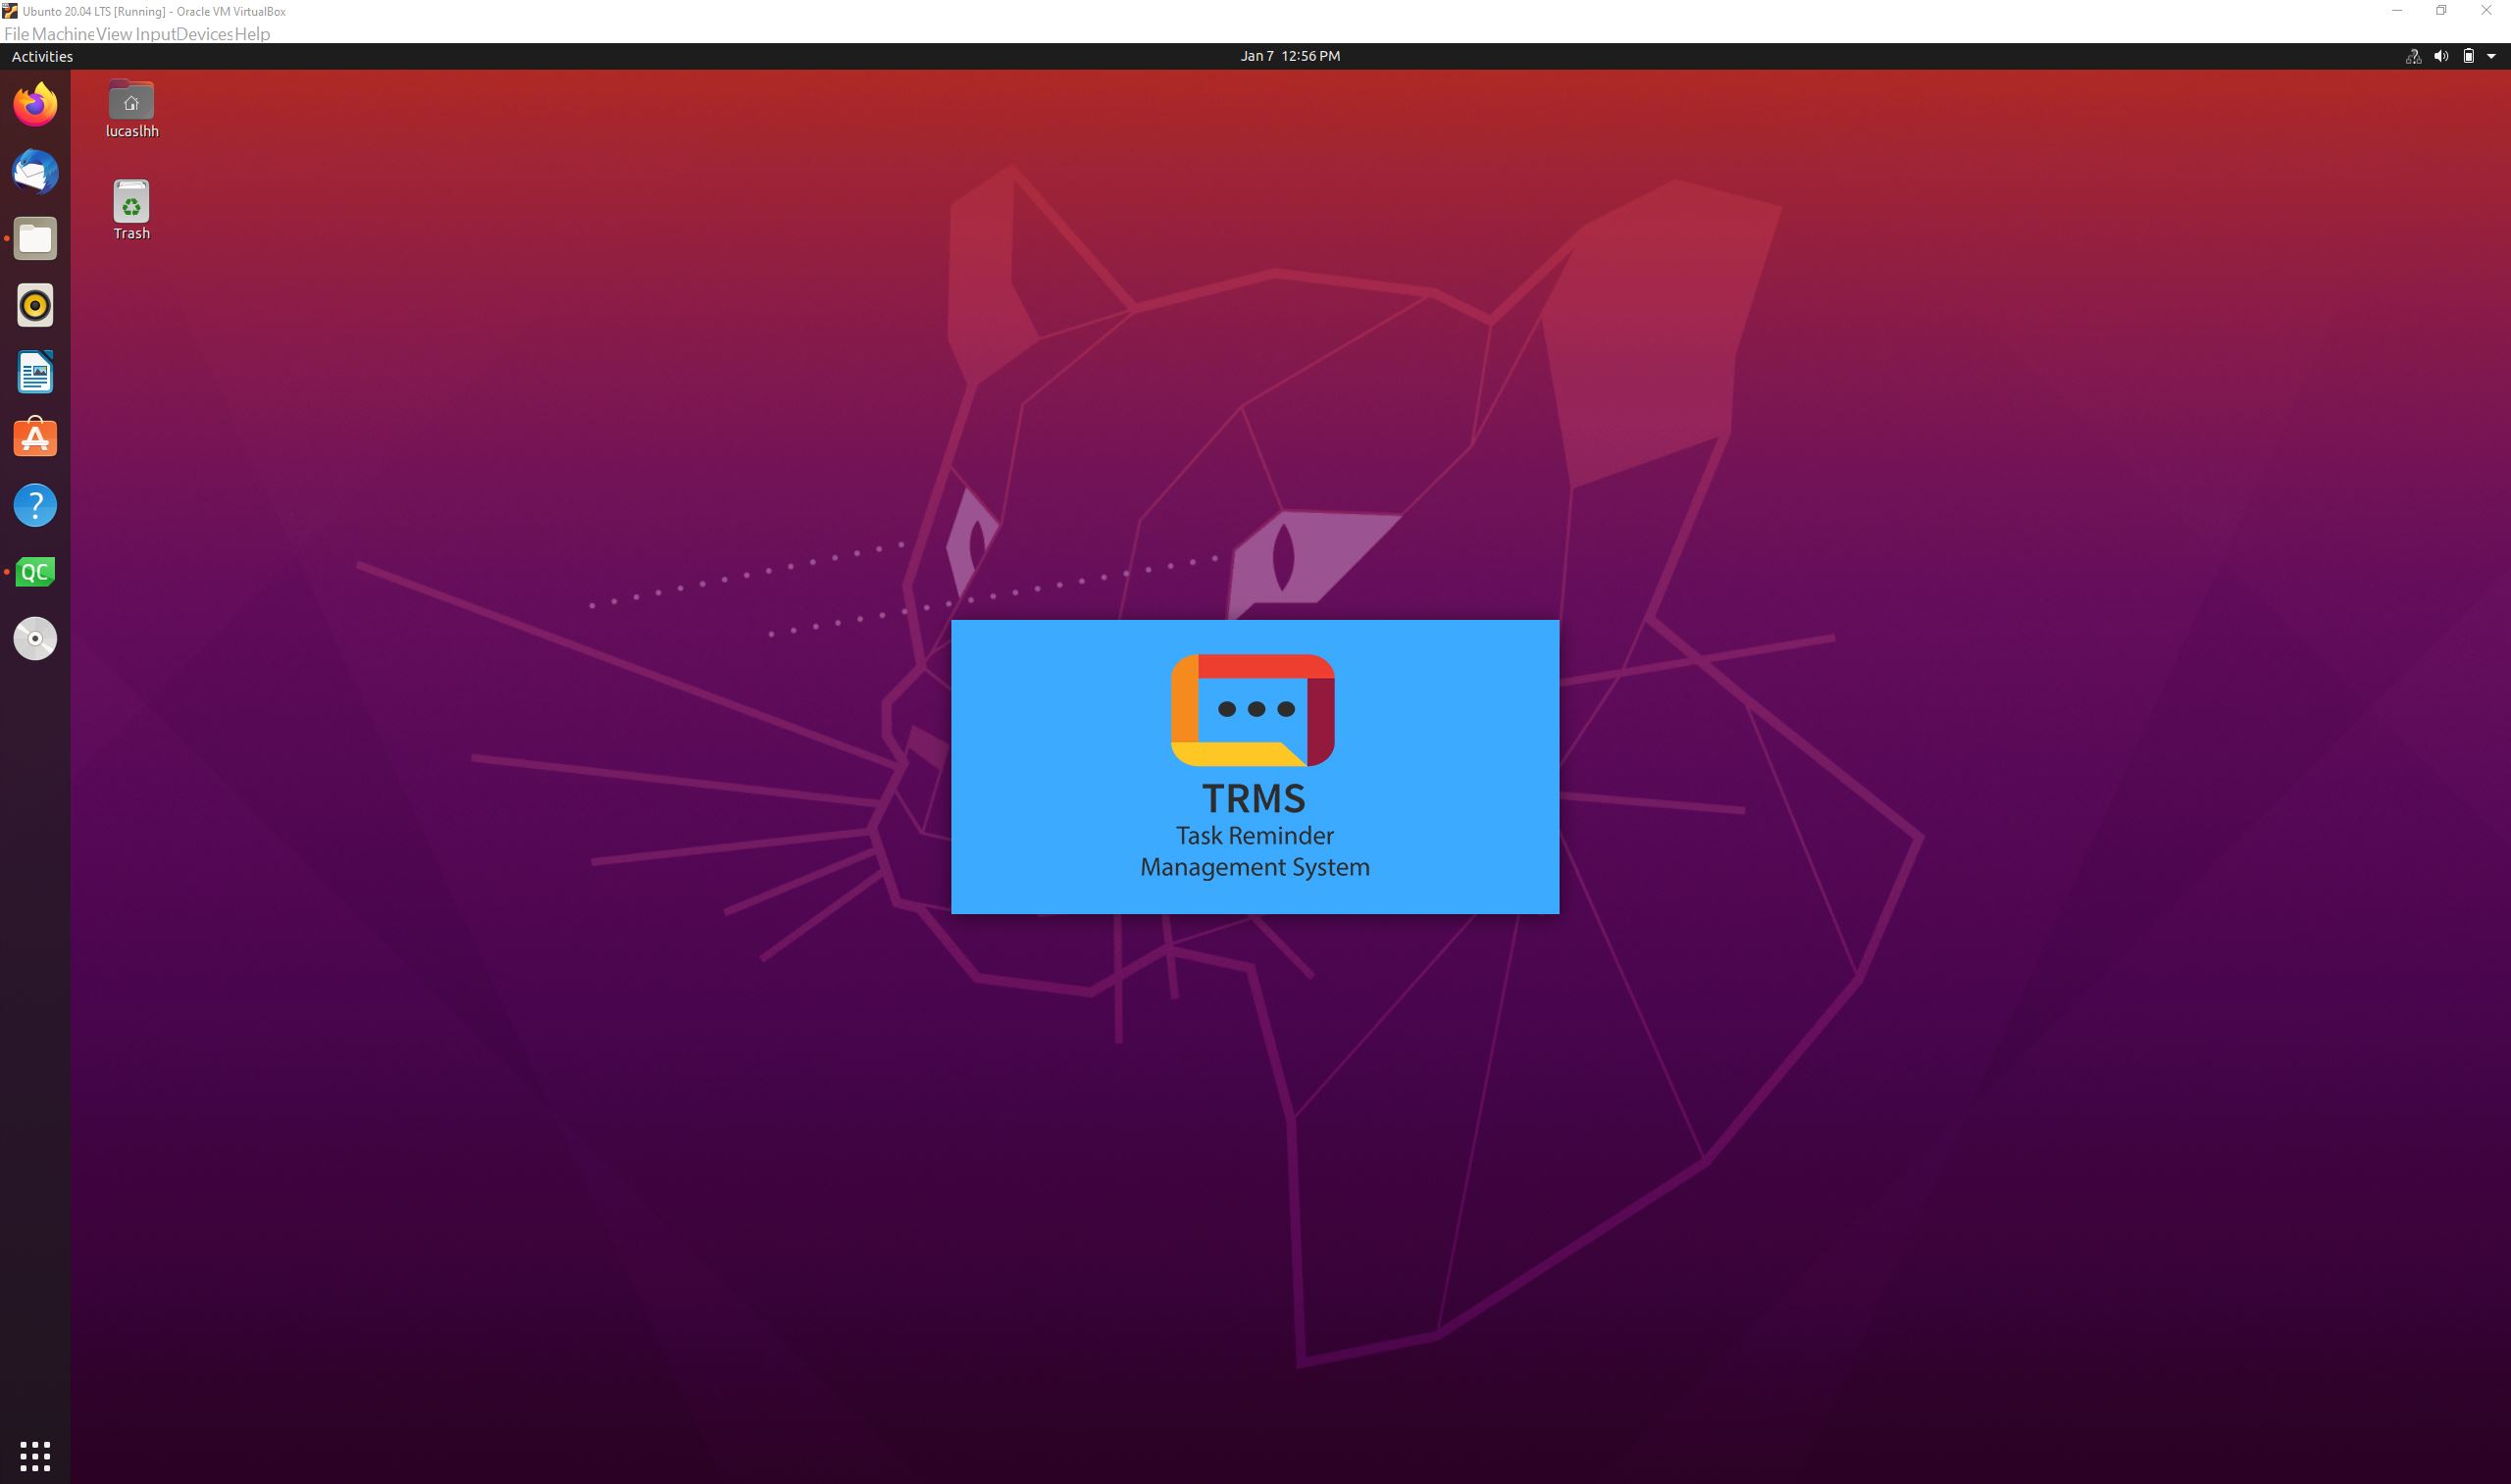 Ubunto 20.04 LTS [Running] - Oracle VM VirtualBox
File Machine View Input Devices Help
Activities
Jan 7 12:56 PM
lucaslhh
Trash
?
QC
TRMS
Task Reminder
Management System